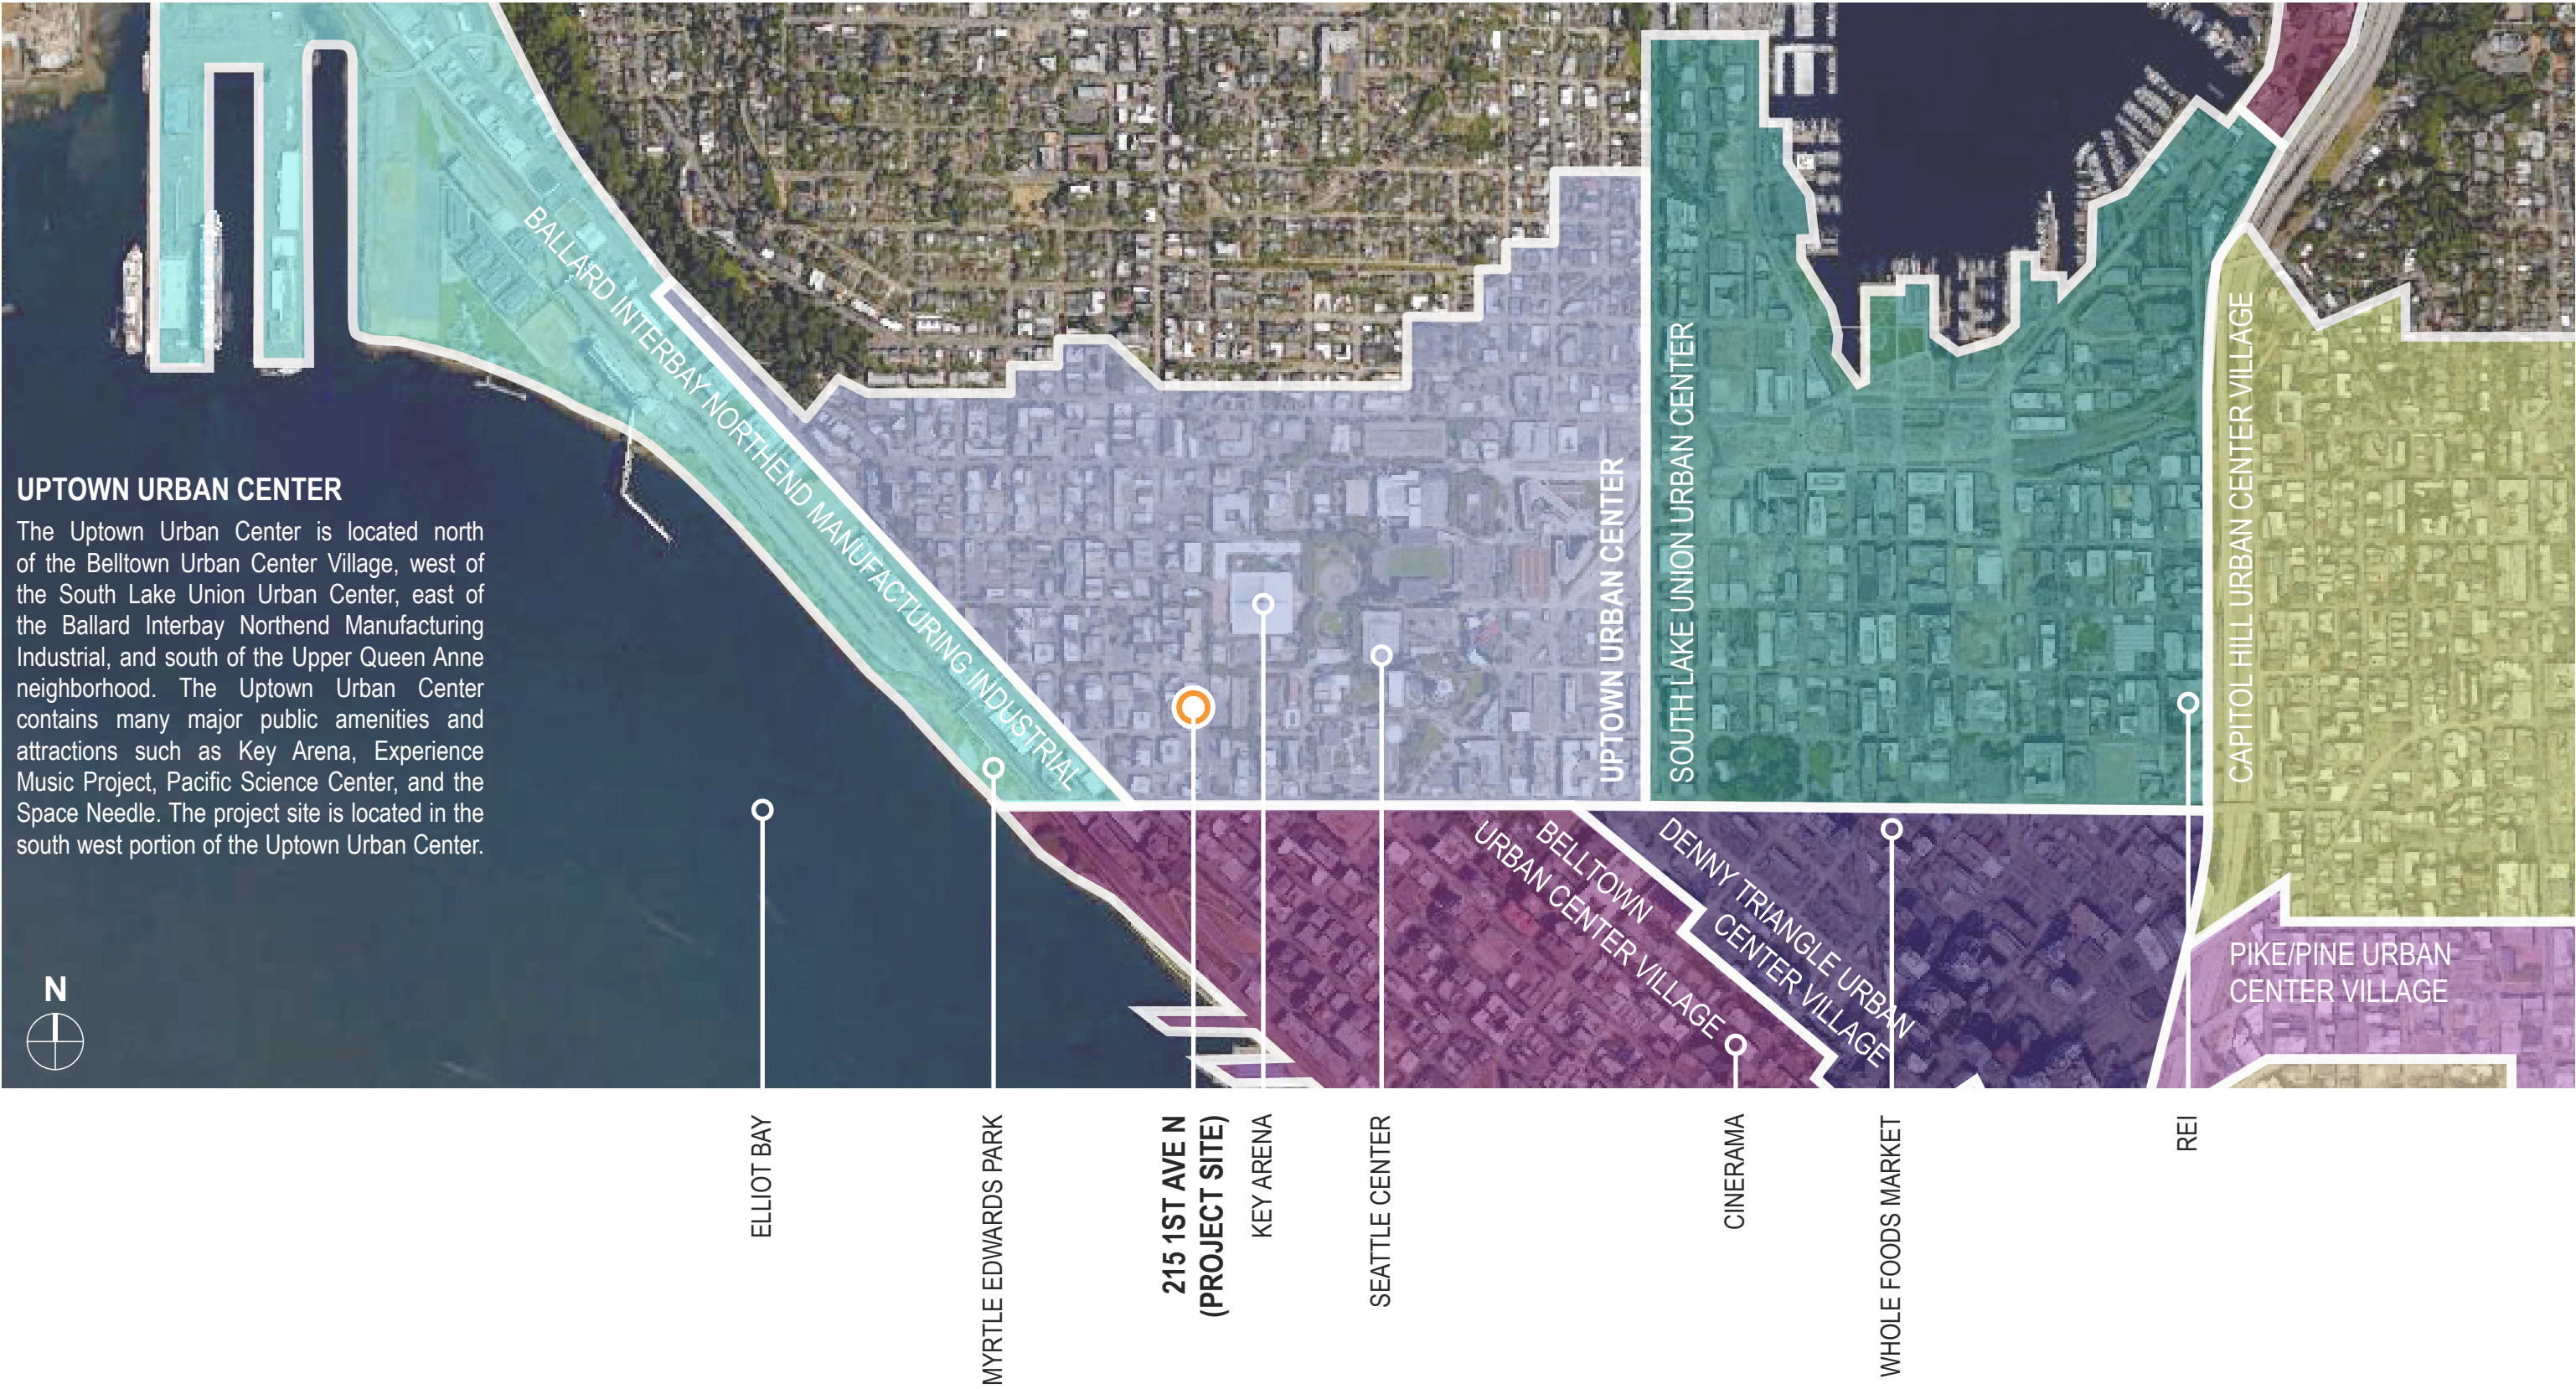 UPTOWN URBAN CENTER
The Uptown Urban Center is located north
of the Belltown Urban Center Village, west of
the South Lake Union Urban Center, east of
the Ballard Interbay Northend Manufacturing
Industrial, and south of the Upper Queen Anne
neighborhood. The Uptown Urban Center
contains many major public amenities and
attractions such as Key Arena, Experience
Music Project, Pacific Science Center, and the
Space Needle. The project site is located in the
south west portion of the Uptown Urban Center.
N
BALLARD INTERBAY NORTHEND MANUFACTURING INDUSTRIAL
UPTOWN URBAN CENTER
SOUTH LAKE UNION URBAN CENTER
CAPITOL HILL URBAN CENTER VILLAGE
BELLTOWN
URBAN CENTER VILLAGE
DENNY TRIANGLE URBAN
CENTER VILLAGE
PIKE/PINE URBAN
CENTER VILLAGE
ELLIOT BAY
MYRTLE EDWARDS PARK
215 1ST AVE N
(PROJECT SITE)
KEY ARENA
SEATTLE CENTER
CINERAMA
WHOLE FOODS MARKET
REI